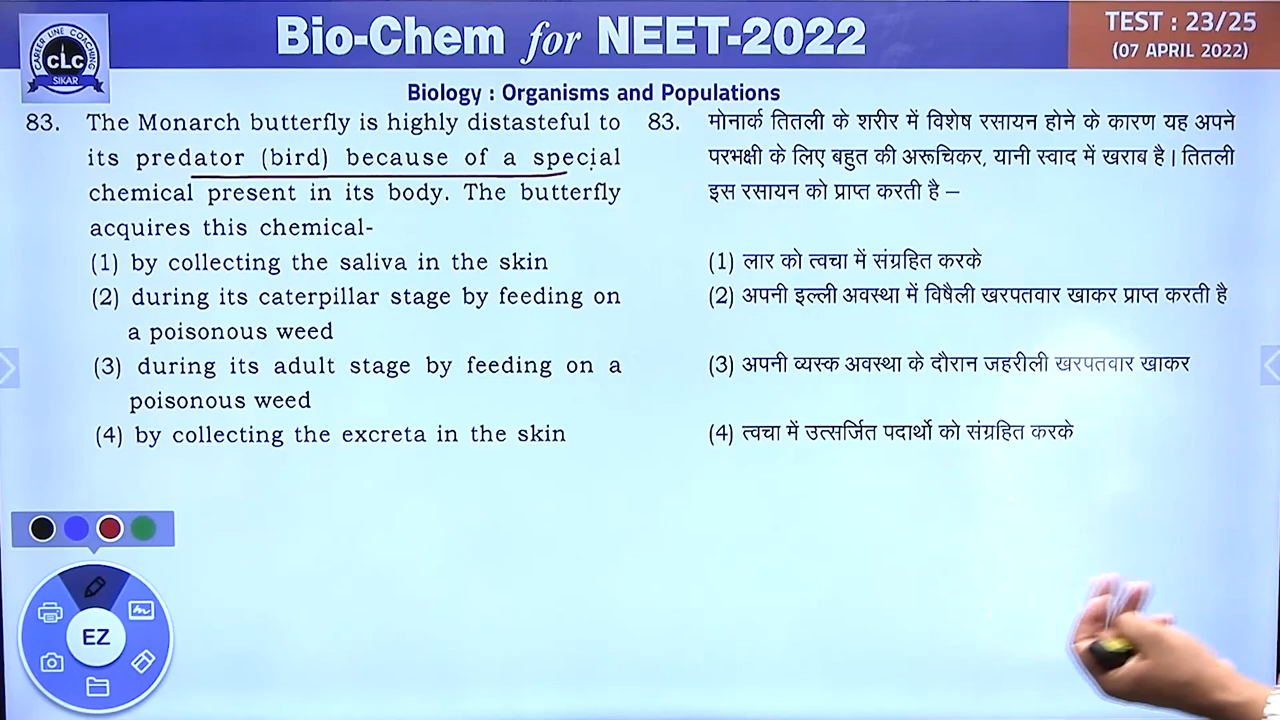 CAREER LINE COACHING
CLC
SIKAR
Bio-Chem for NEET-2022
TEST : 23/25
(07 APRIL 2022)
Biology : Organisms and Populations
83. The Monarch butterfly is highly distasteful to
its predator (bird) because of a special
chemical present in its body. The butterfly
acquires this chemical-
(1) by collecting the saliva in the skin
(2) during its caterpillar stage by feeding on
a poisonous weed
(3) during its adult stage by feeding on a
poisonous weed
(4) by collecting the excreta in the skin
83. मोनार्क तितली के शरीर में विशेष रसायन होने के कारण यह अपने
परभक्षी के लिए बहुत की अरूचिकर, यानी स्वाद में खराब है। तितली
इस रसायन को प्राप्त करती है –
(1) लार को त्वचा में संग्रहित करके
(2) अपनी इल्ली अवस्था में विषैली खरपतवार खाकर प्राप्त करती है
(3) अपनी व्यस्क अवस्था के दौरान जहरीली खरपतवार खाकर
(4) त्वचा में उत्सर्जित पदार्थो को संग्रहित करके
EZ